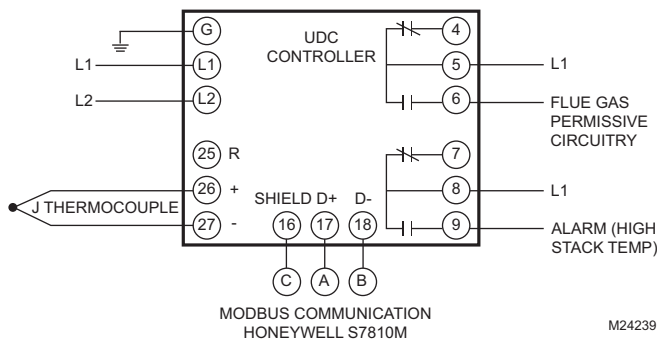 G
UDC
CONTROLLER
4
L1
L1
5
L1
L2
L2
6
FLUE GAS
PERMISSIVE
CIRCUITRY
25 R
7
26 +
J THERMOCOUPLE
8
L1
SHIELD D+ D-
27 -
16 17 18
9
ALARM (HIGH
STACK TEMP)
C A B
MODBUS COMMUNICATION
HONEYWELL S7810M
M24239